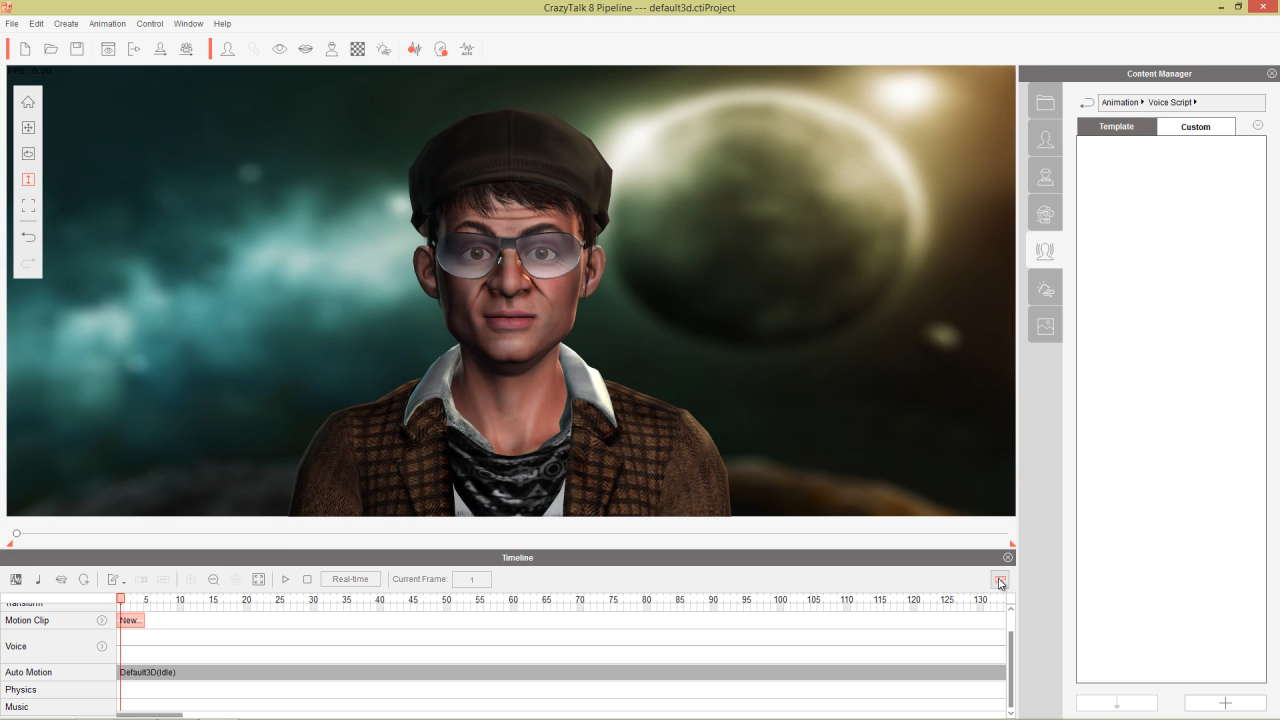 CrazyTalk 8 Pipeline --- default3d.ctiProject
File Edit Create Animation Control Window Help
FPS: 0.00
Content Manager
Animation Voice Script
Template Custom
Timeline
AUTO
Real-time Current Frame: 1
5 10 15 20 25 30 35 40 45 50 55 60 65 70 75 80 85 90 95 100 105 110 115 120 125 130
Transform
Motion Clip New...
Voice
Auto Motion Default3D(Idle)
Physics
Music